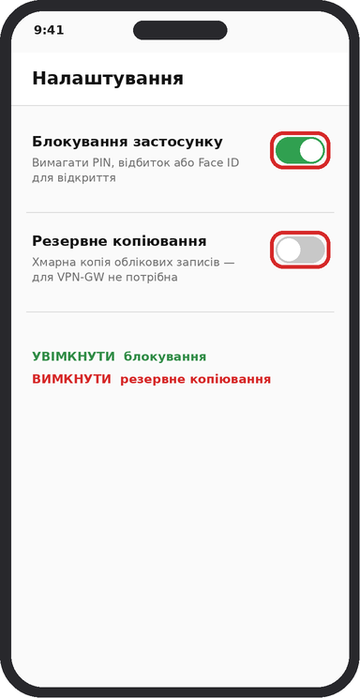 9:41
Налаштування
Блокування застосунку
Вимагати PIN, відбиток або Face ID
для відкриття
Резервне копіювання
Хмарна копія облікових записів —
для VPN-GW не потрібна
УВІМКНУТИ блокування
ВИМКНУТИ резервне копіювання